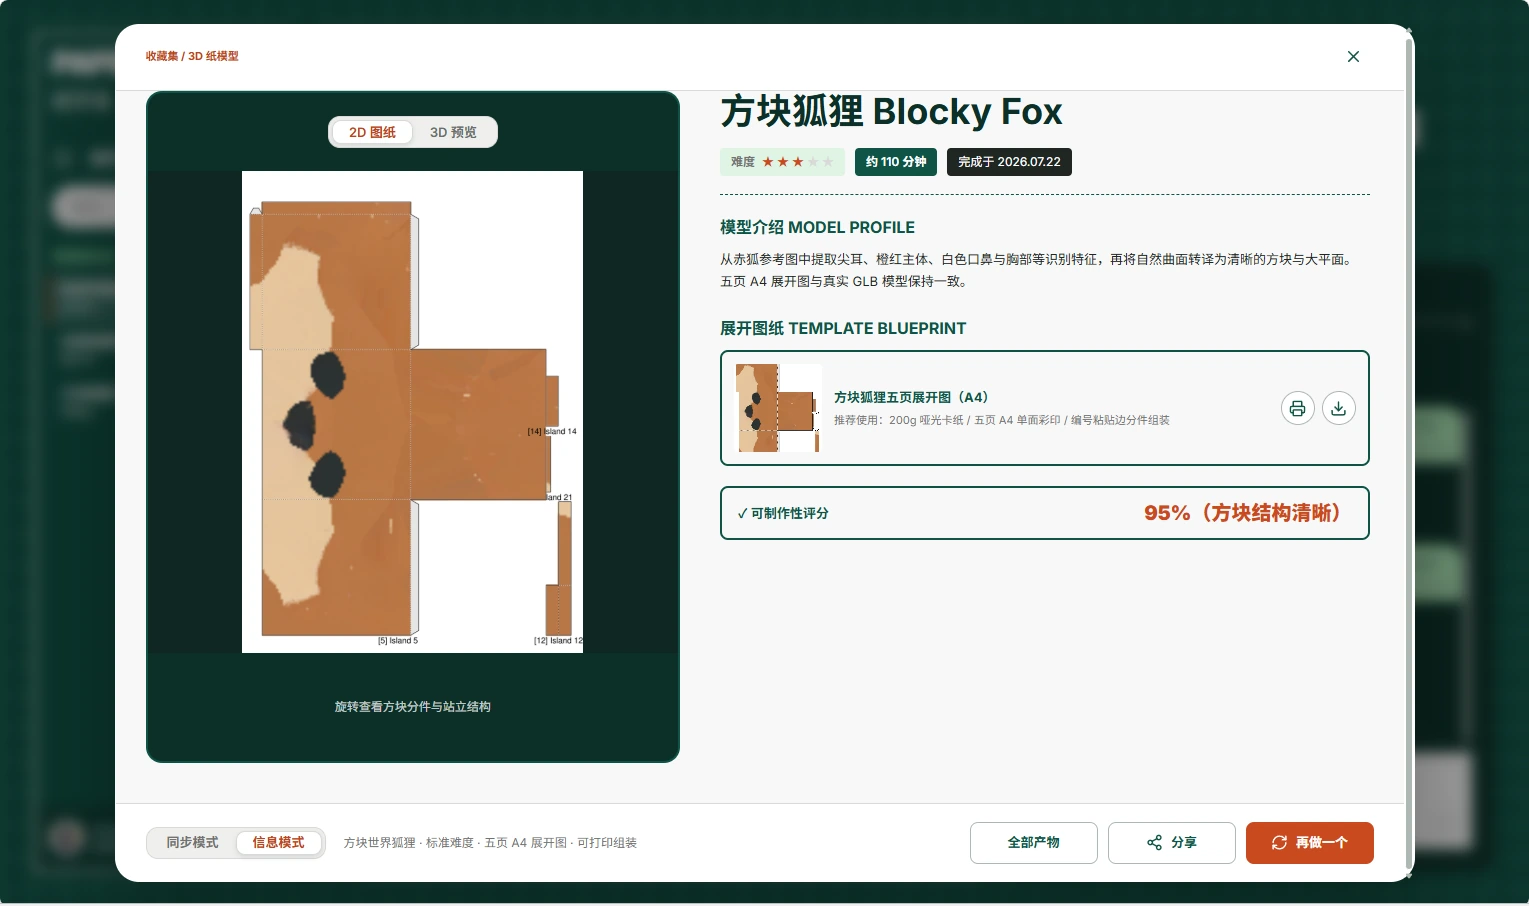 收藏集 / 3D 纸模型
2D 图纸
3D 预览
[14] Island 14
and 21
[5] Island 5
[12] Island 12
旋转查看方块分件与站立结构
方块狐狸 Blocky Fox
难度 ★★★★★
约 110 分钟
完成于 2026.07.22
模型介绍 MODEL PROFILE
从赤狐参考图中提取尖耳、橙红主体、白色口鼻与胸部等识别特征，再将自然曲面转译为清晰的方块与大平面。
五页 A4 展开图与真实 GLB 模型保持一致。
展开图纸 TEMPLATE BLUEPRINT
方块狐狸五页展开图（A4）
推荐使用：200g 哑光卡纸 / 五页 A4 单面彩印 / 编号粘贴边分件组装
✓ 可制作性评分
95%（方块结构清晰）
同步模式
信息模式
方块世界狐狸 · 标准难度 · 五页 A4 展开图 · 可打印组装
全部产物
分享
再做一个